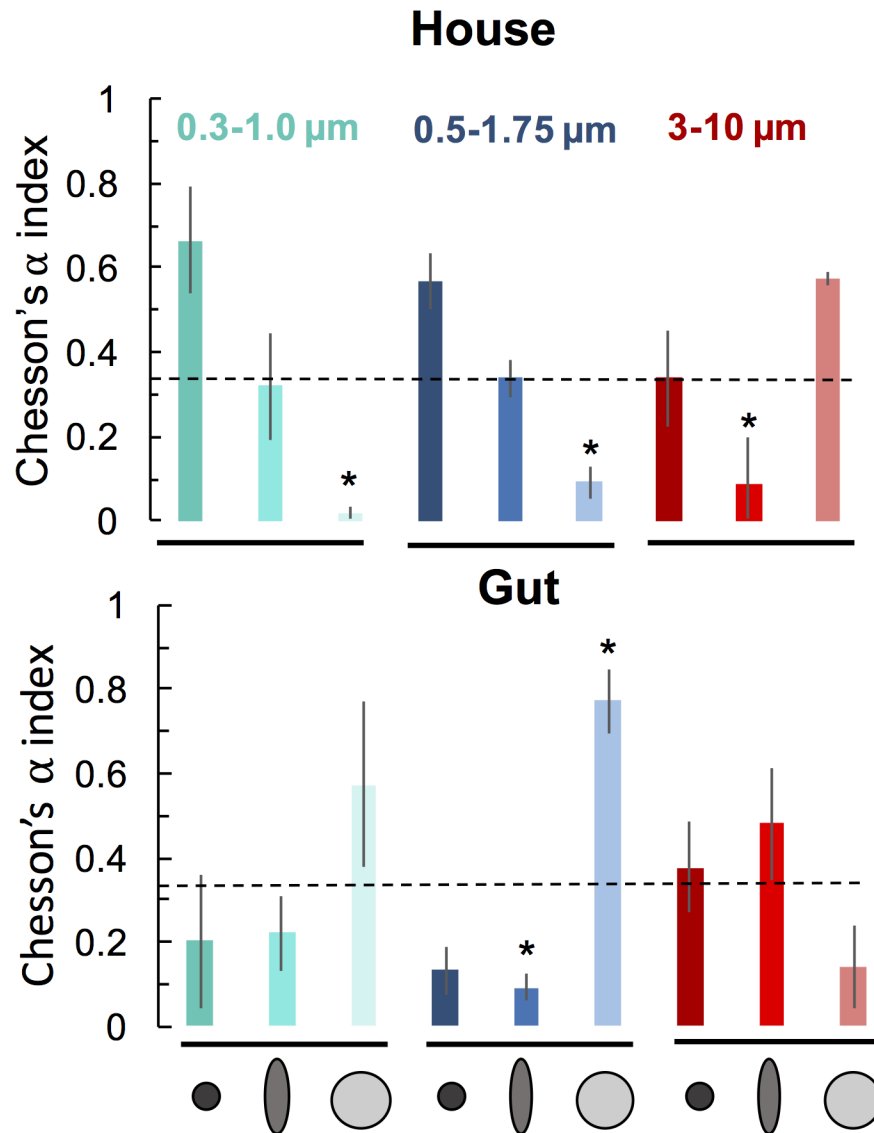 House
1
0.3-1.0 µm 0.5-1.75 µm 3-10 µm
0.8
0.6
0.4
0.2
0
Chesson's α index
* * *
Gut
1
0.8
0.6
0.4
0.2
0
Chesson's α index
* *